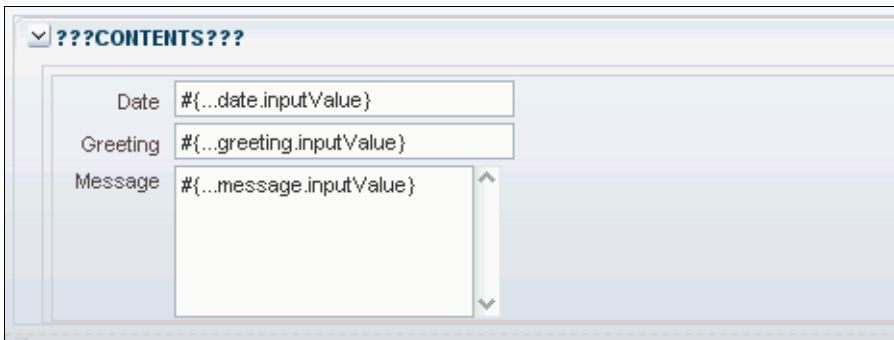 ???CONTENTS???
Date #{...date.inputValue}
Greeting #{...greeting.inputValue}
Message #{...message.inputValue}